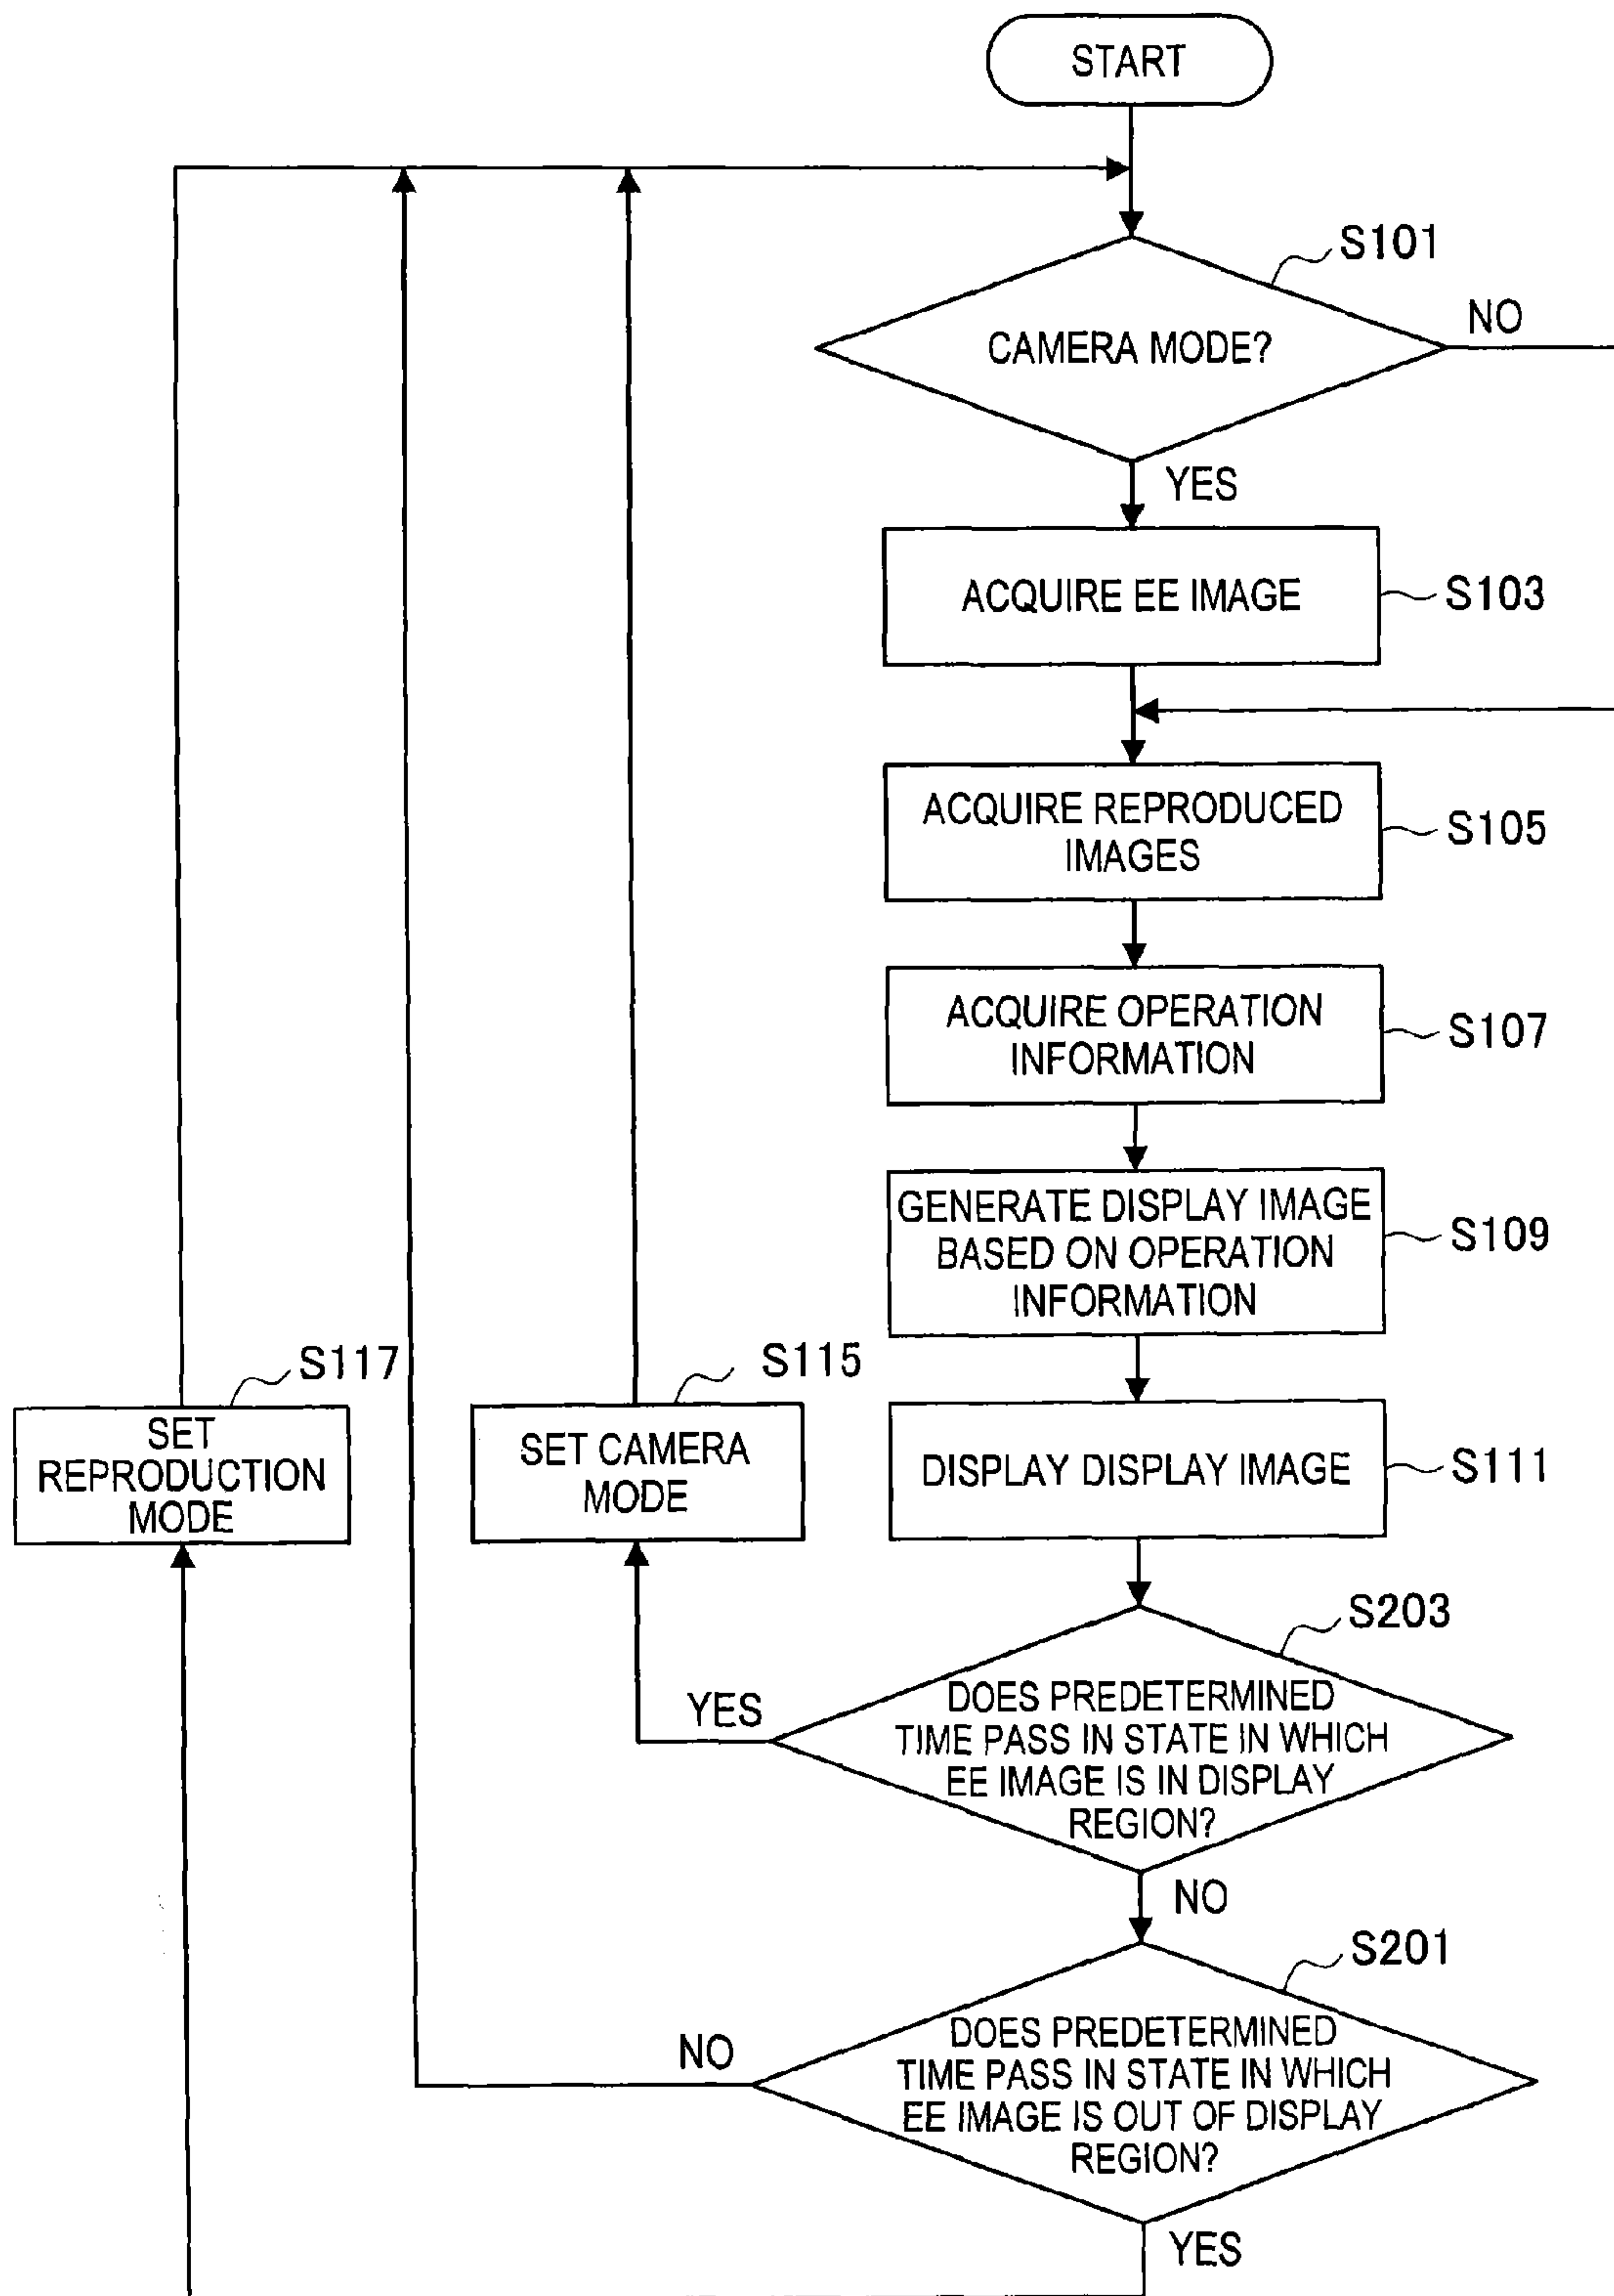 START
S101
CAMERA MODE?
NO
YES
ACQUIRE EE IMAGE
S103
ACQUIRE REPRODUCED
IMAGES
S105
ACQUIRE OPERATION
INFORMATION
S107
GENERATE DISPLAY IMAGE
BASED ON OPERATION
INFORMATION
S109
S117
SET
REPRODUCTION
MODE
S115
SET CAMERA
MODE
DISPLAY DISPLAY IMAGE
S111
S203
DOES PREDETERMINED
TIME PASS IN STATE IN WHICH
EE IMAGE IS IN DISPLAY
REGION?
YES
NO
S201
DOES PREDETERMINED
TIME PASS IN STATE IN WHICH
EE IMAGE IS OUT OF DISPLAY
REGION?
NO
YES